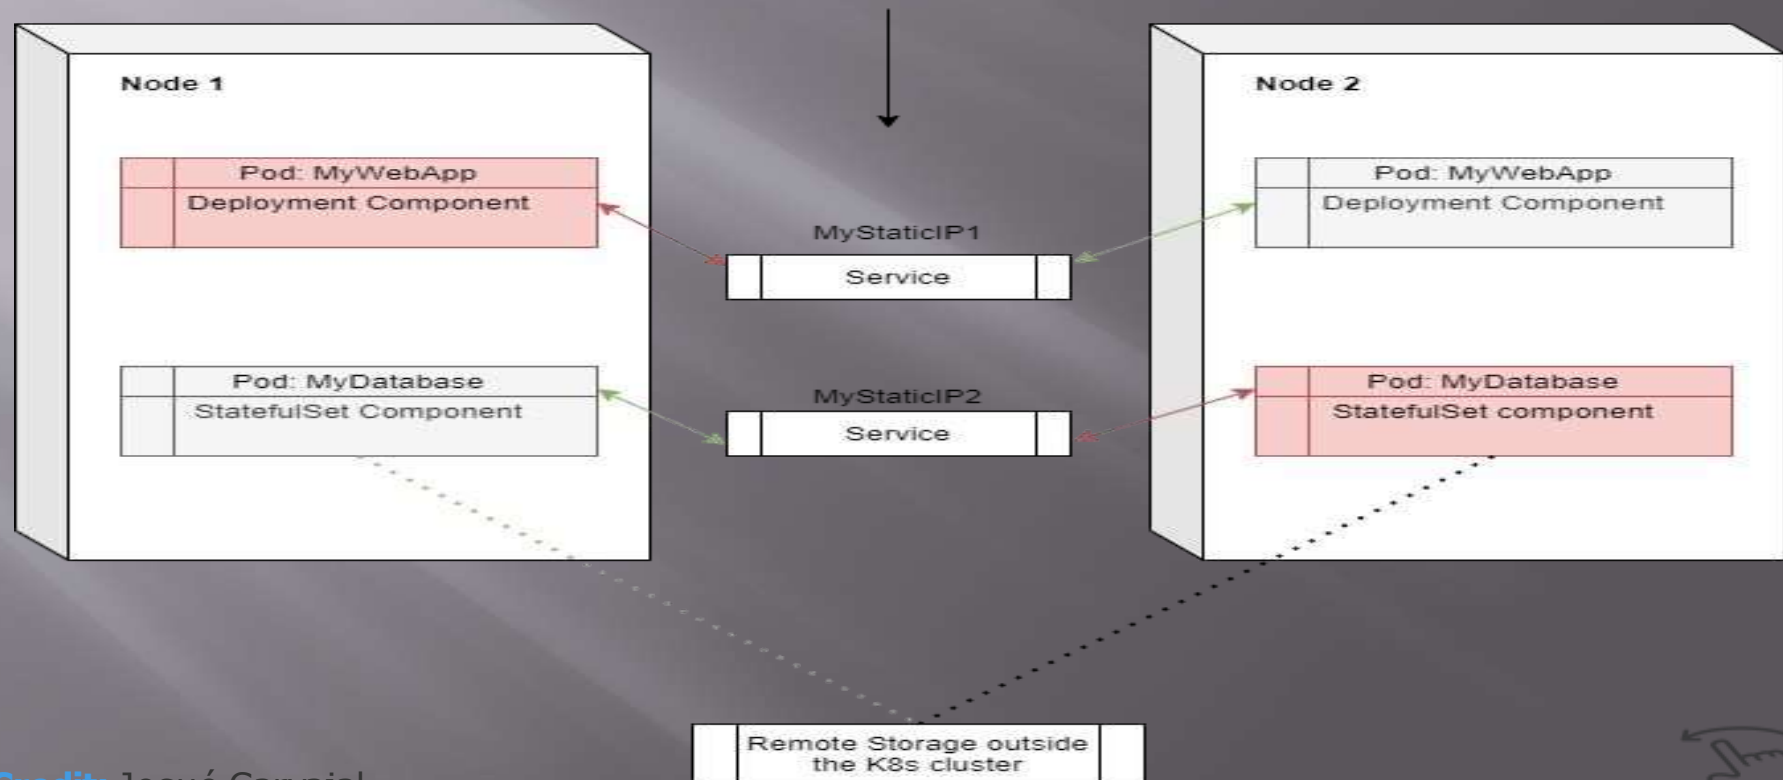 Node 1
Pod: MyWebApp
Deployment Component
Pod: MyDatabase
StatefulSet Component
MyStaticIP1
Service
MyStaticIP2
Service
Node 2
Pod: MyWebApp
Deployment Component
Pod: MyDatabase
StatefulSet component
Remote Storage outside
the K8s cluster